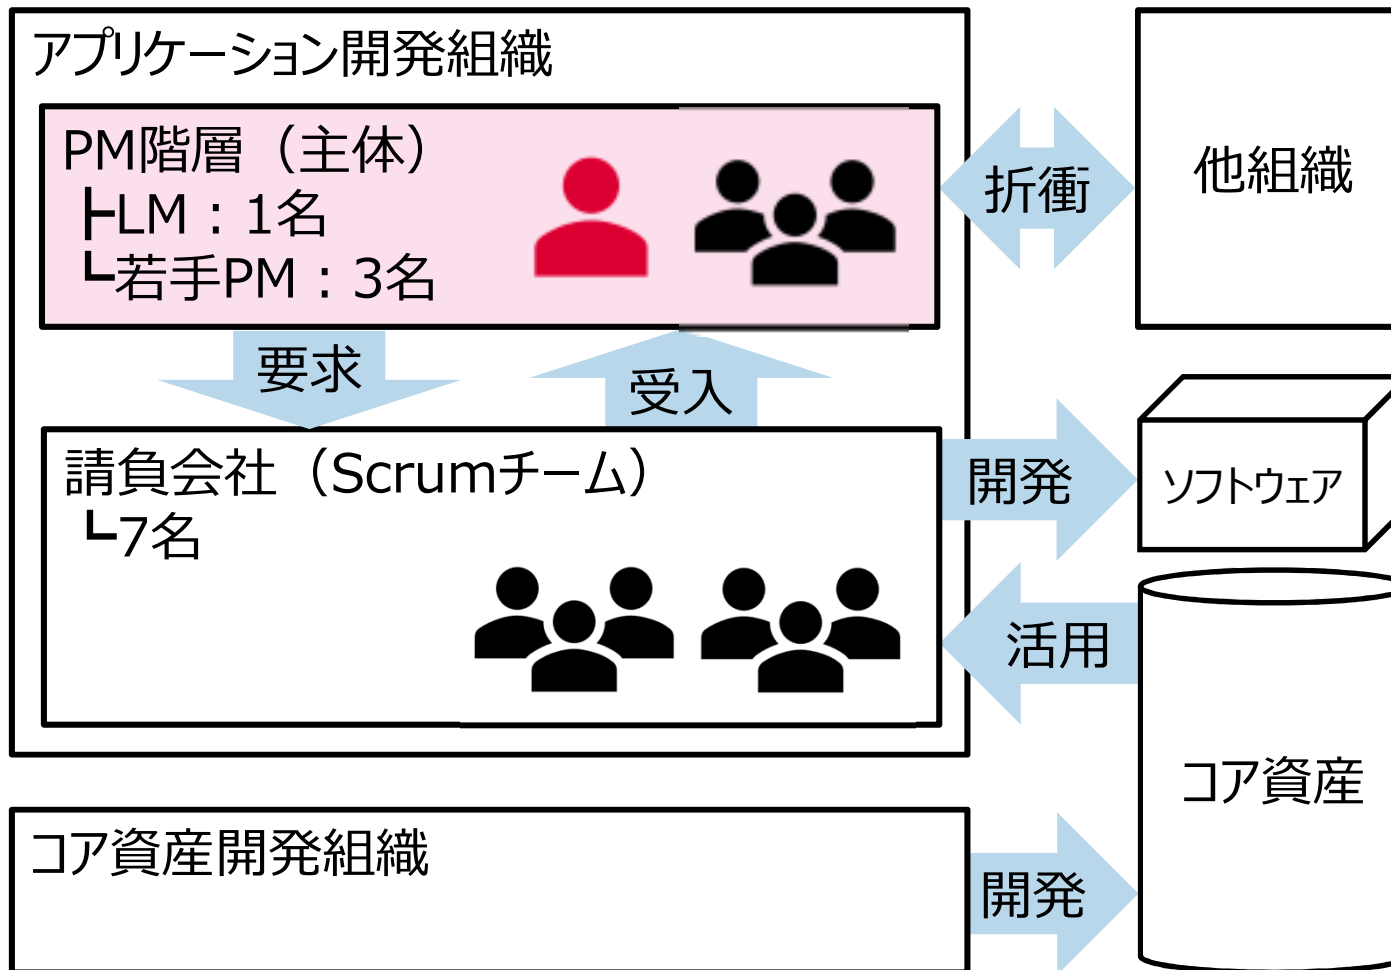 アプリケーション開発組織
PM階層（主体）
┣LM：1名
┗若手PM：3名
折衝
他組織
要求
受入
請負会社（Scrumチーム）
┗7名
開発
ソフトウェア
活用
コア資産
コア資産開発組織
開発